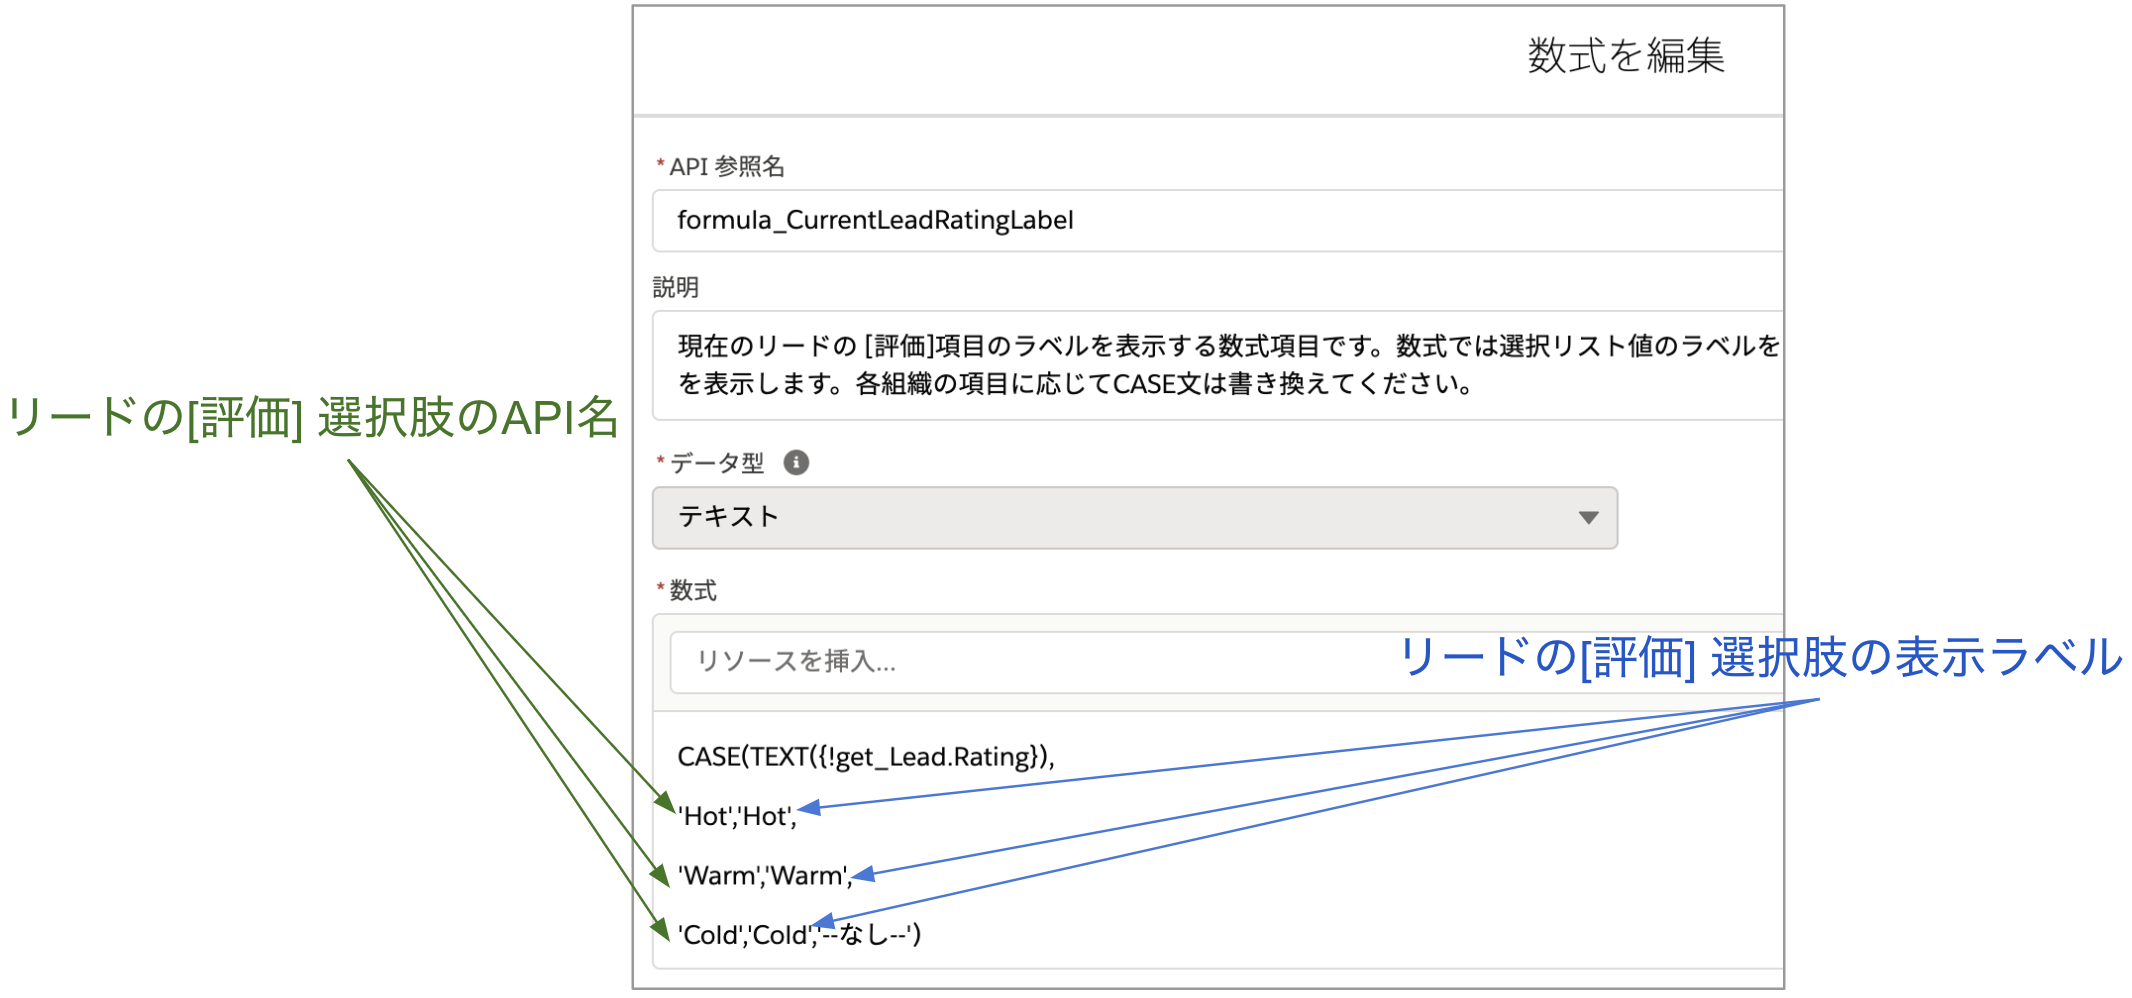 数式を編集
* API 参照名
formula_CurrentLeadRatingLabel
説明
現在のリードの [評価]項目のラベルを表示する数式項目です。数式では選択リスト値のラベルを
を表示します。各組織の項目に応じてCASE文は書き換えてください。
リードの[評価] 選択肢のAPI名
* データ型
テキスト
* 数式
リソースを挿入...
リードの[評価] 選択肢の表示ラベル
CASE(TEXT({!get_Lead.Rating}),
'Hot','Hot',
'Warm','Warm',
'Cold','Cold','--なし--')